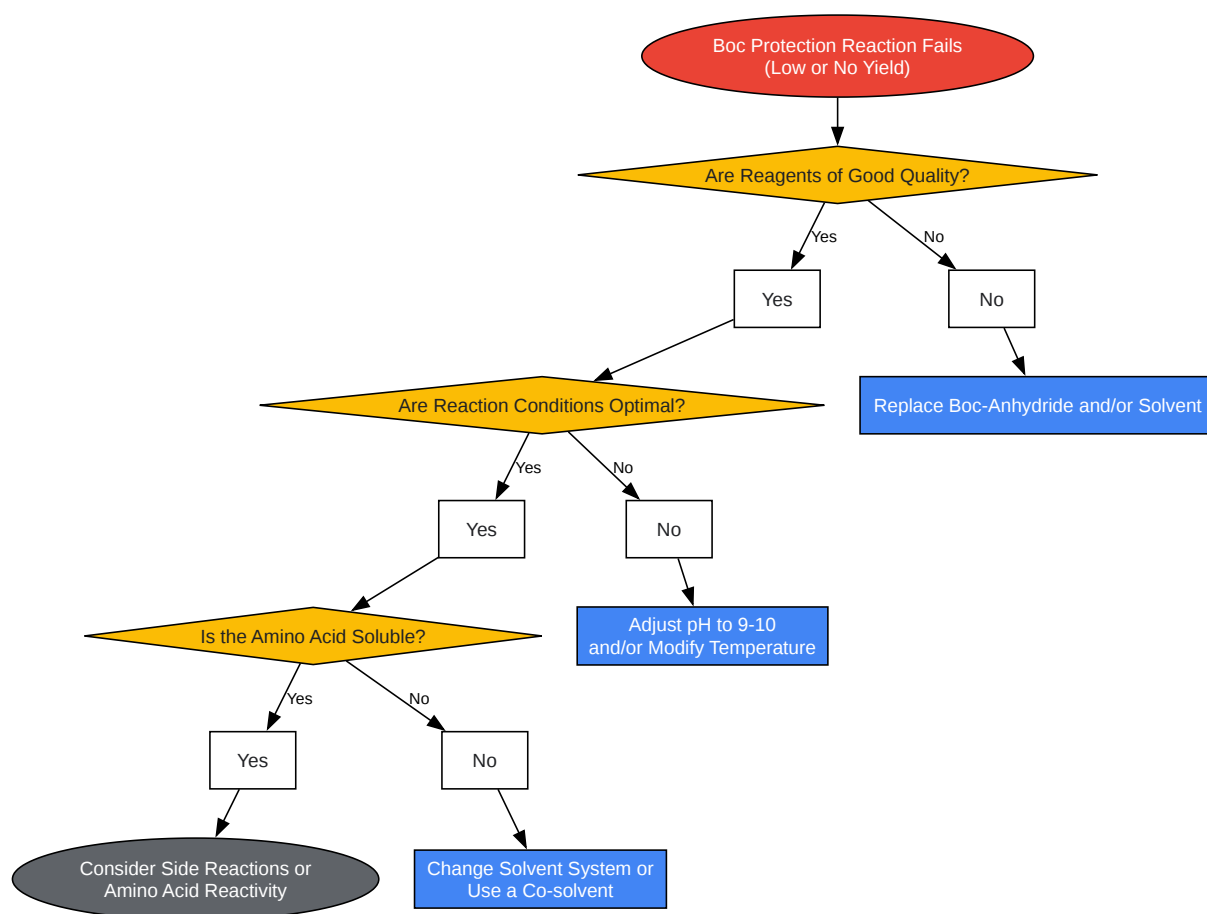 Boc Protection Reaction Fails
(Low or No Yield)
Are Reagents of Good Quality?
Yes
No
Yes
No
Are Reaction Conditions Optimal?
Replace Boc-Anhydride and/or Solvent
Yes
No
Yes
No
Is the Amino Acid Soluble?
Adjust pH to 9-10
and/or Modify Temperature
Yes
No
Yes
No
Consider Side Reactions or
Amino Acid Reactivity
Change Solvent System or
Use a Co-solvent